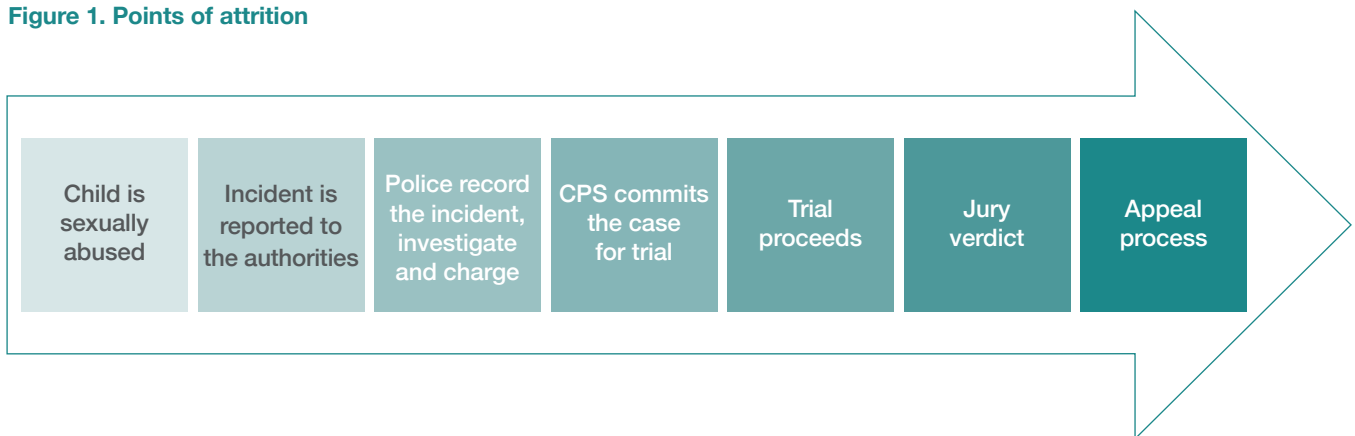 Figure 1. Points of attrition
Child is
sexually
abused
Incident is
reported to
the authorities
Police record
the incident,
investigate
and charge
CPS commits
the case
for trial
Trial
proceeds
Jury
verdict
Appeal
process